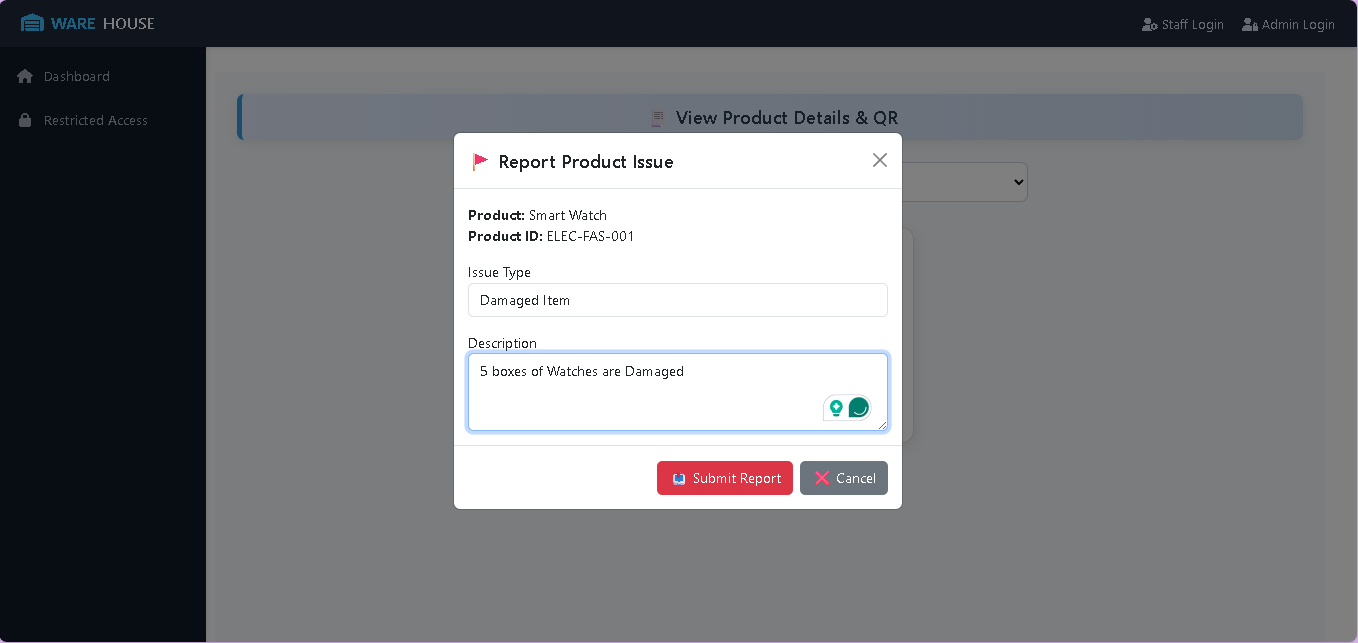 WARE HOUSE
Staff Login
Admin Login
Dashboard
Restricted Access
View Product Details & QR
Report Product Issue
Product: Smart Watch
Product ID: ELEC-FAS-001
Issue Type
Damaged Item
Description
5 boxes of Watches are Damaged
Submit Report
Cancel